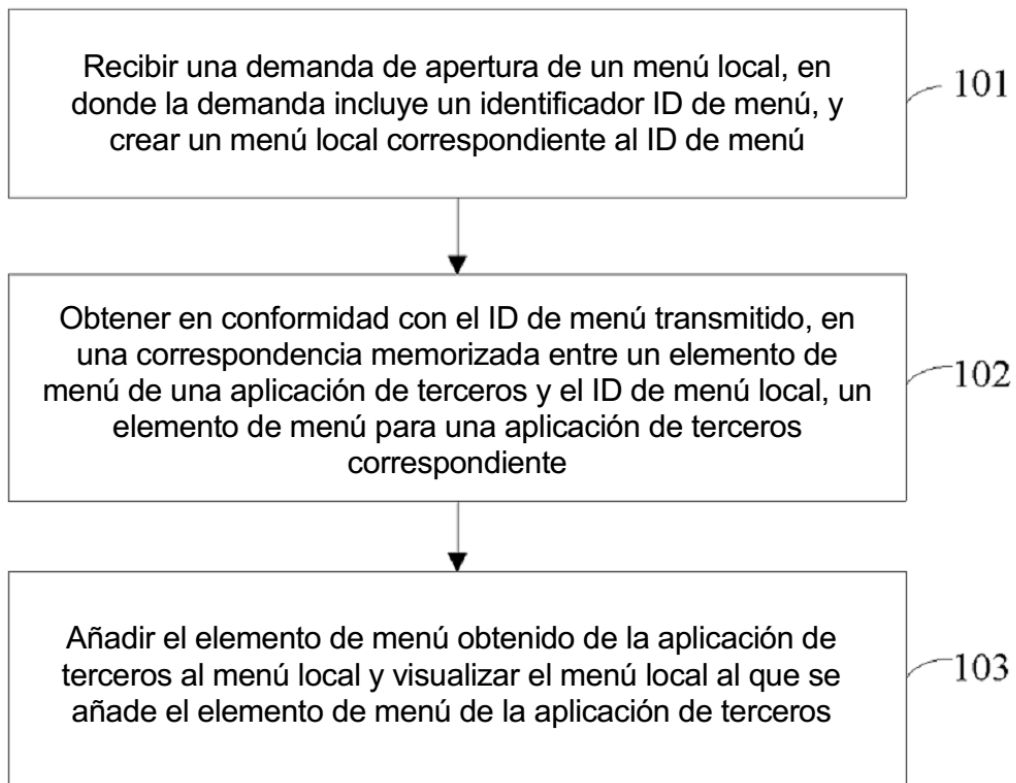 Recibir una demanda de apertura de un menú local, en
donde la demanda incluye un identificador ID de menú, y
crear un menú local correspondiente al ID de menú
101
Obtener en conformidad con el ID de menú transmitido, en
una correspondencia memorizada entre un elemento de
menú de una aplicación de terceros y el ID de menú local, un
elemento de menú para una aplicación de terceros
correspondiente
102
Añadir el elemento de menú obtenido de la aplicación de
terceros al menú local y visualizar el menú local al que se
añade el elemento de menú de la aplicación de terceros
103